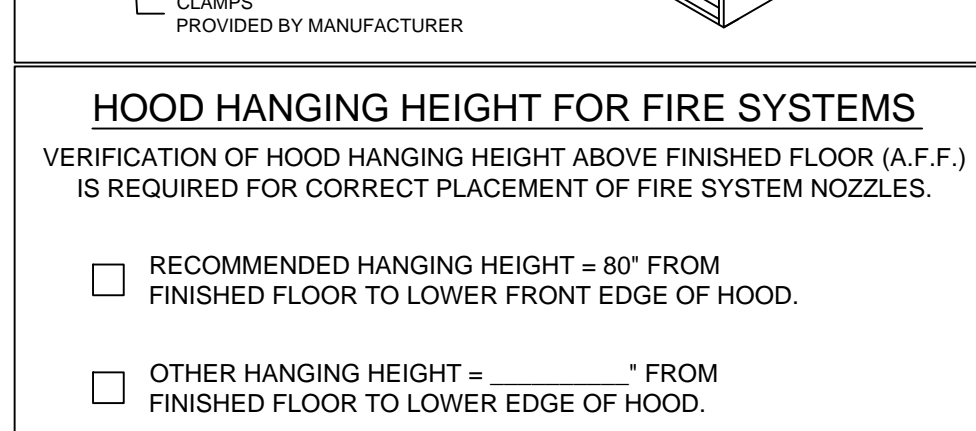 CLAMPS
PROVIDED BY MANUFACTURER
HOOD HANGING HEIGHT FOR FIRE SYSTEMS
VERIFICATION OF HOOD HANGING HEIGHT ABOVE FINISHED FLOOR (A.F.F.)
IS REQUIRED FOR CORRECT PLACEMENT OF FIRE SYSTEM NOZZLES.
RECOMMENDED HANGING HEIGHT = 80" FROM
FINISHED FLOOR TO LOWER FRONT EDGE OF HOOD.
OTHER HANGING HEIGHT = __________" FROM
FINISHED FLOOR TO LOWER EDGE OF HOOD.